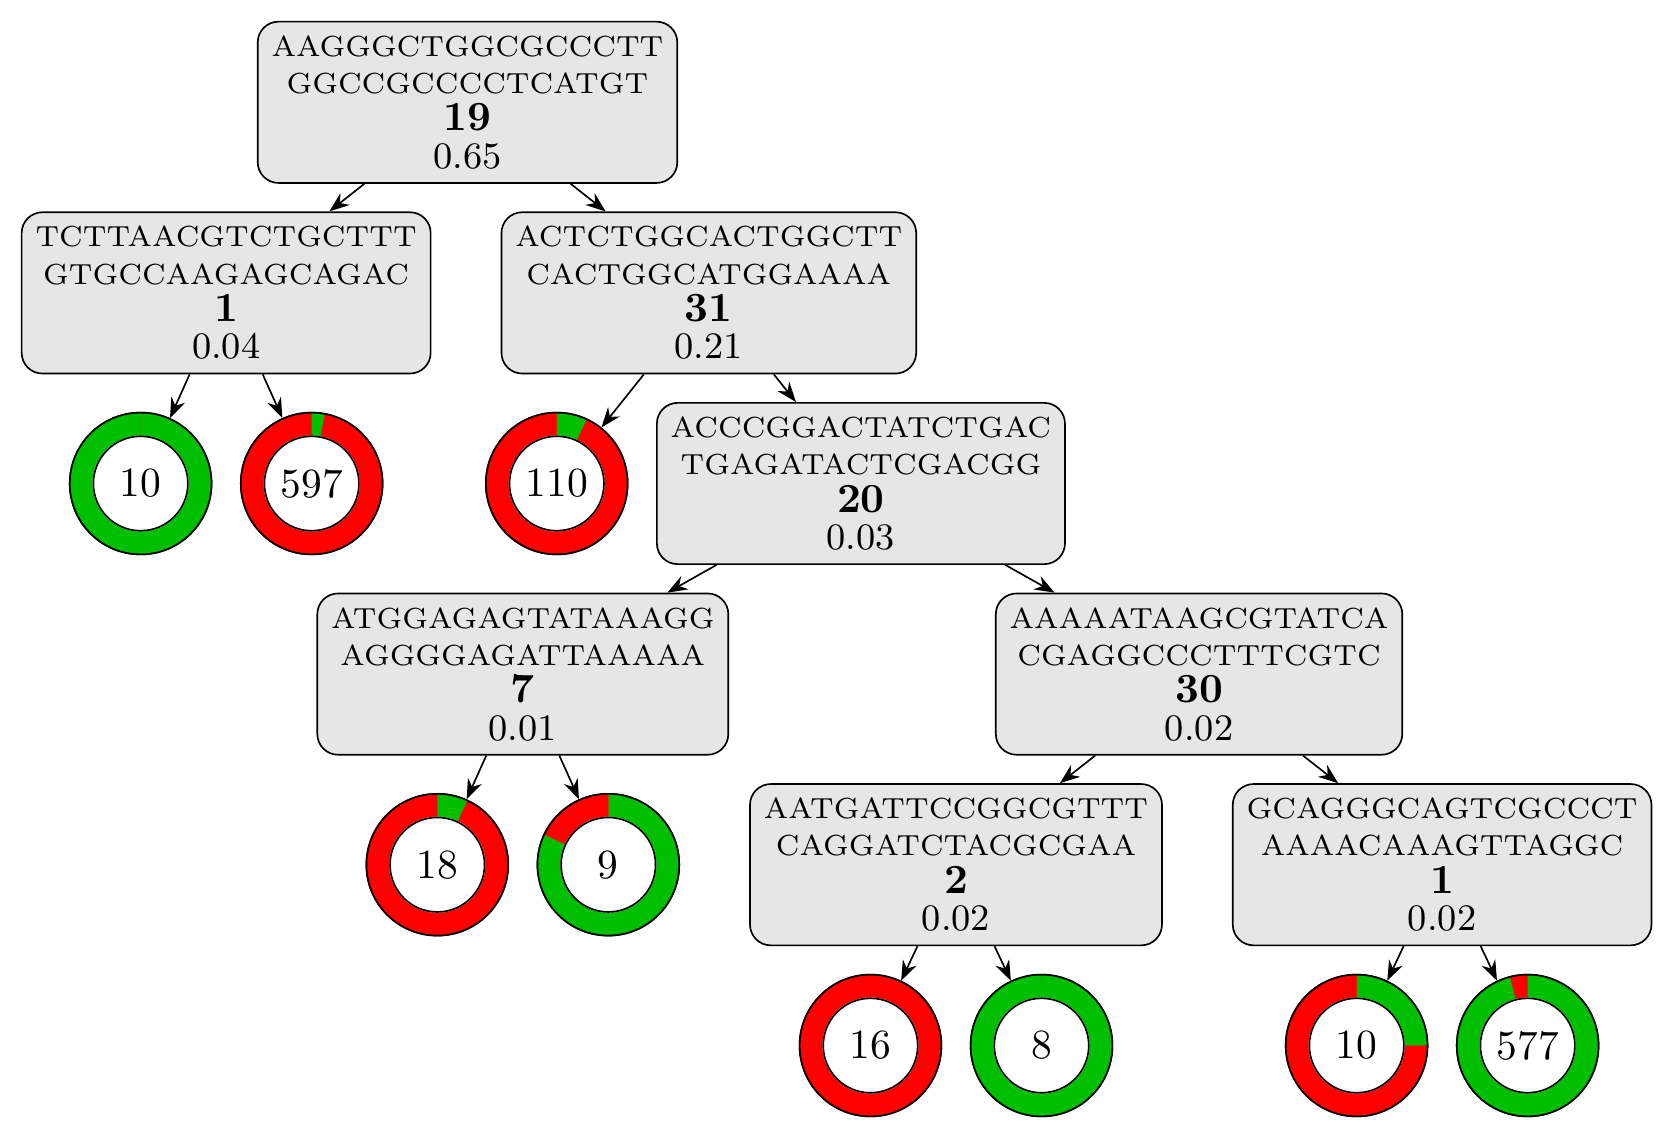 AAGGGCTGGCGCCCTT
GGCCGCCCCTCATGT
19
0.65
TCTTAACGTCTGCTTT
GTGCCAAGAGCAGAC
1
0.04
ACTCTGGCACTGGCTT
CACTGGCATGGAAAA
31
0.21
10
597
110
ACCCGGACTATCTGAC
TGAGATACTCGACGG
20
0.03
ATGGAGAGTATAAAGG
AGGGGAGATTAAAAA
7
0.01
AAAAATAAGCGTATCA
CGAGGCCCTTTCGTC
30
0.02
18
9
AATGATTCCGGCGTTT
CAGGATCTACGCGAA
2
0.02
GCAGGGCAGTCGCCCT
AAAACAAAGTTAGGC
1
0.02
16
8
10
577